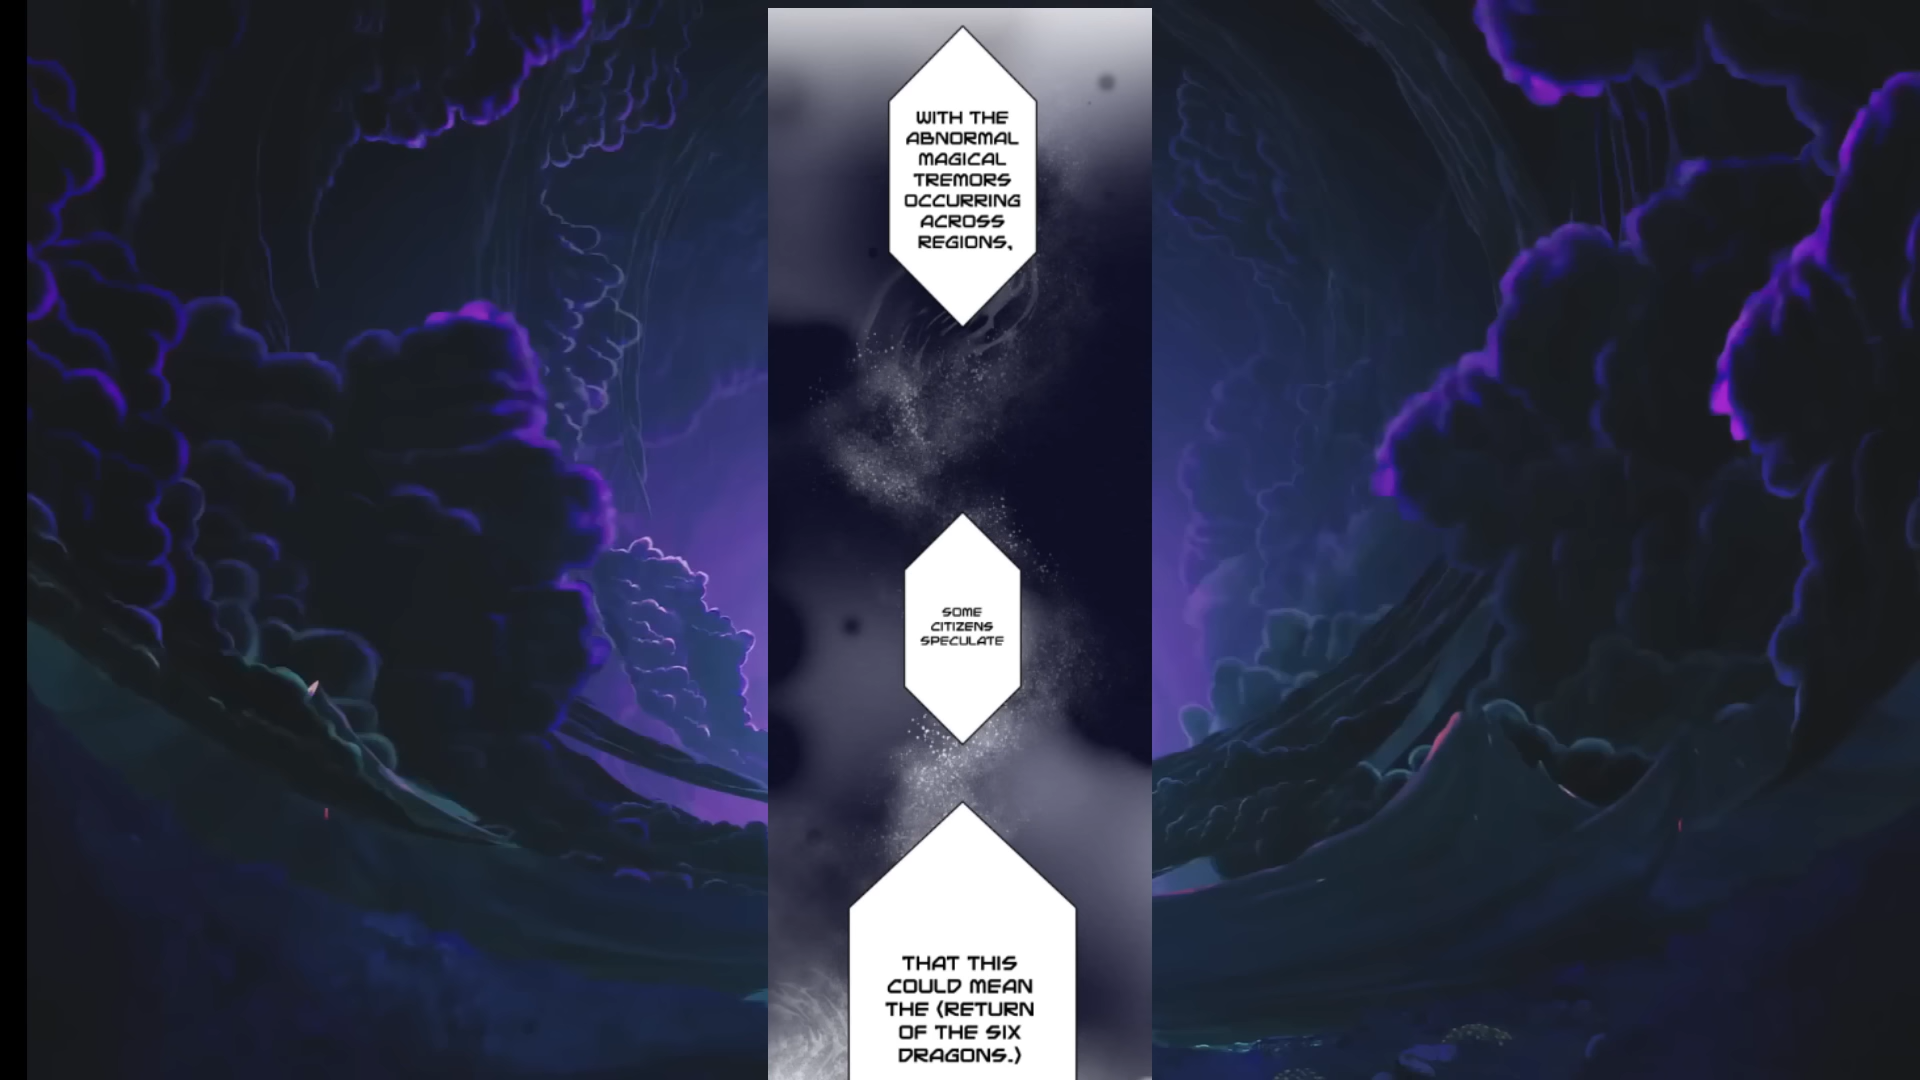 WITH THE
ABNORMAL
MAGICAL
TREMORS
OCCURRING
ACROSS
REGIONS,
SOME
CITIZENS
SPECULATE
THAT THIS
COULD MEAN
THE (RETURN
OF THE SIX
DRAGONS.)